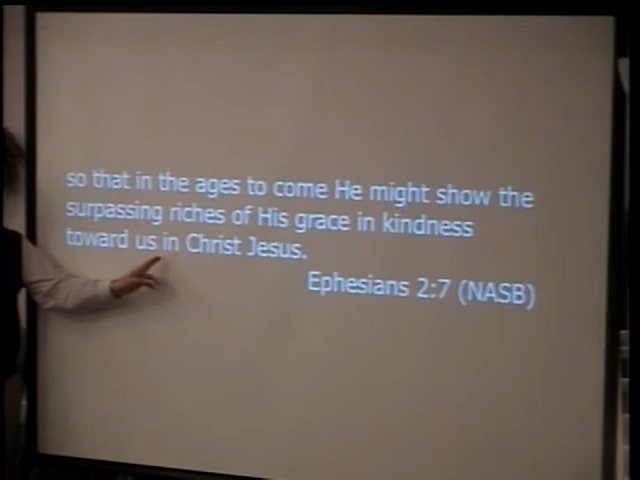 so that in the ages to come He might show the
surpassing riches of His grace in kindness
toward us in Christ Jesus.
Ephesians 2:7 (NASB)